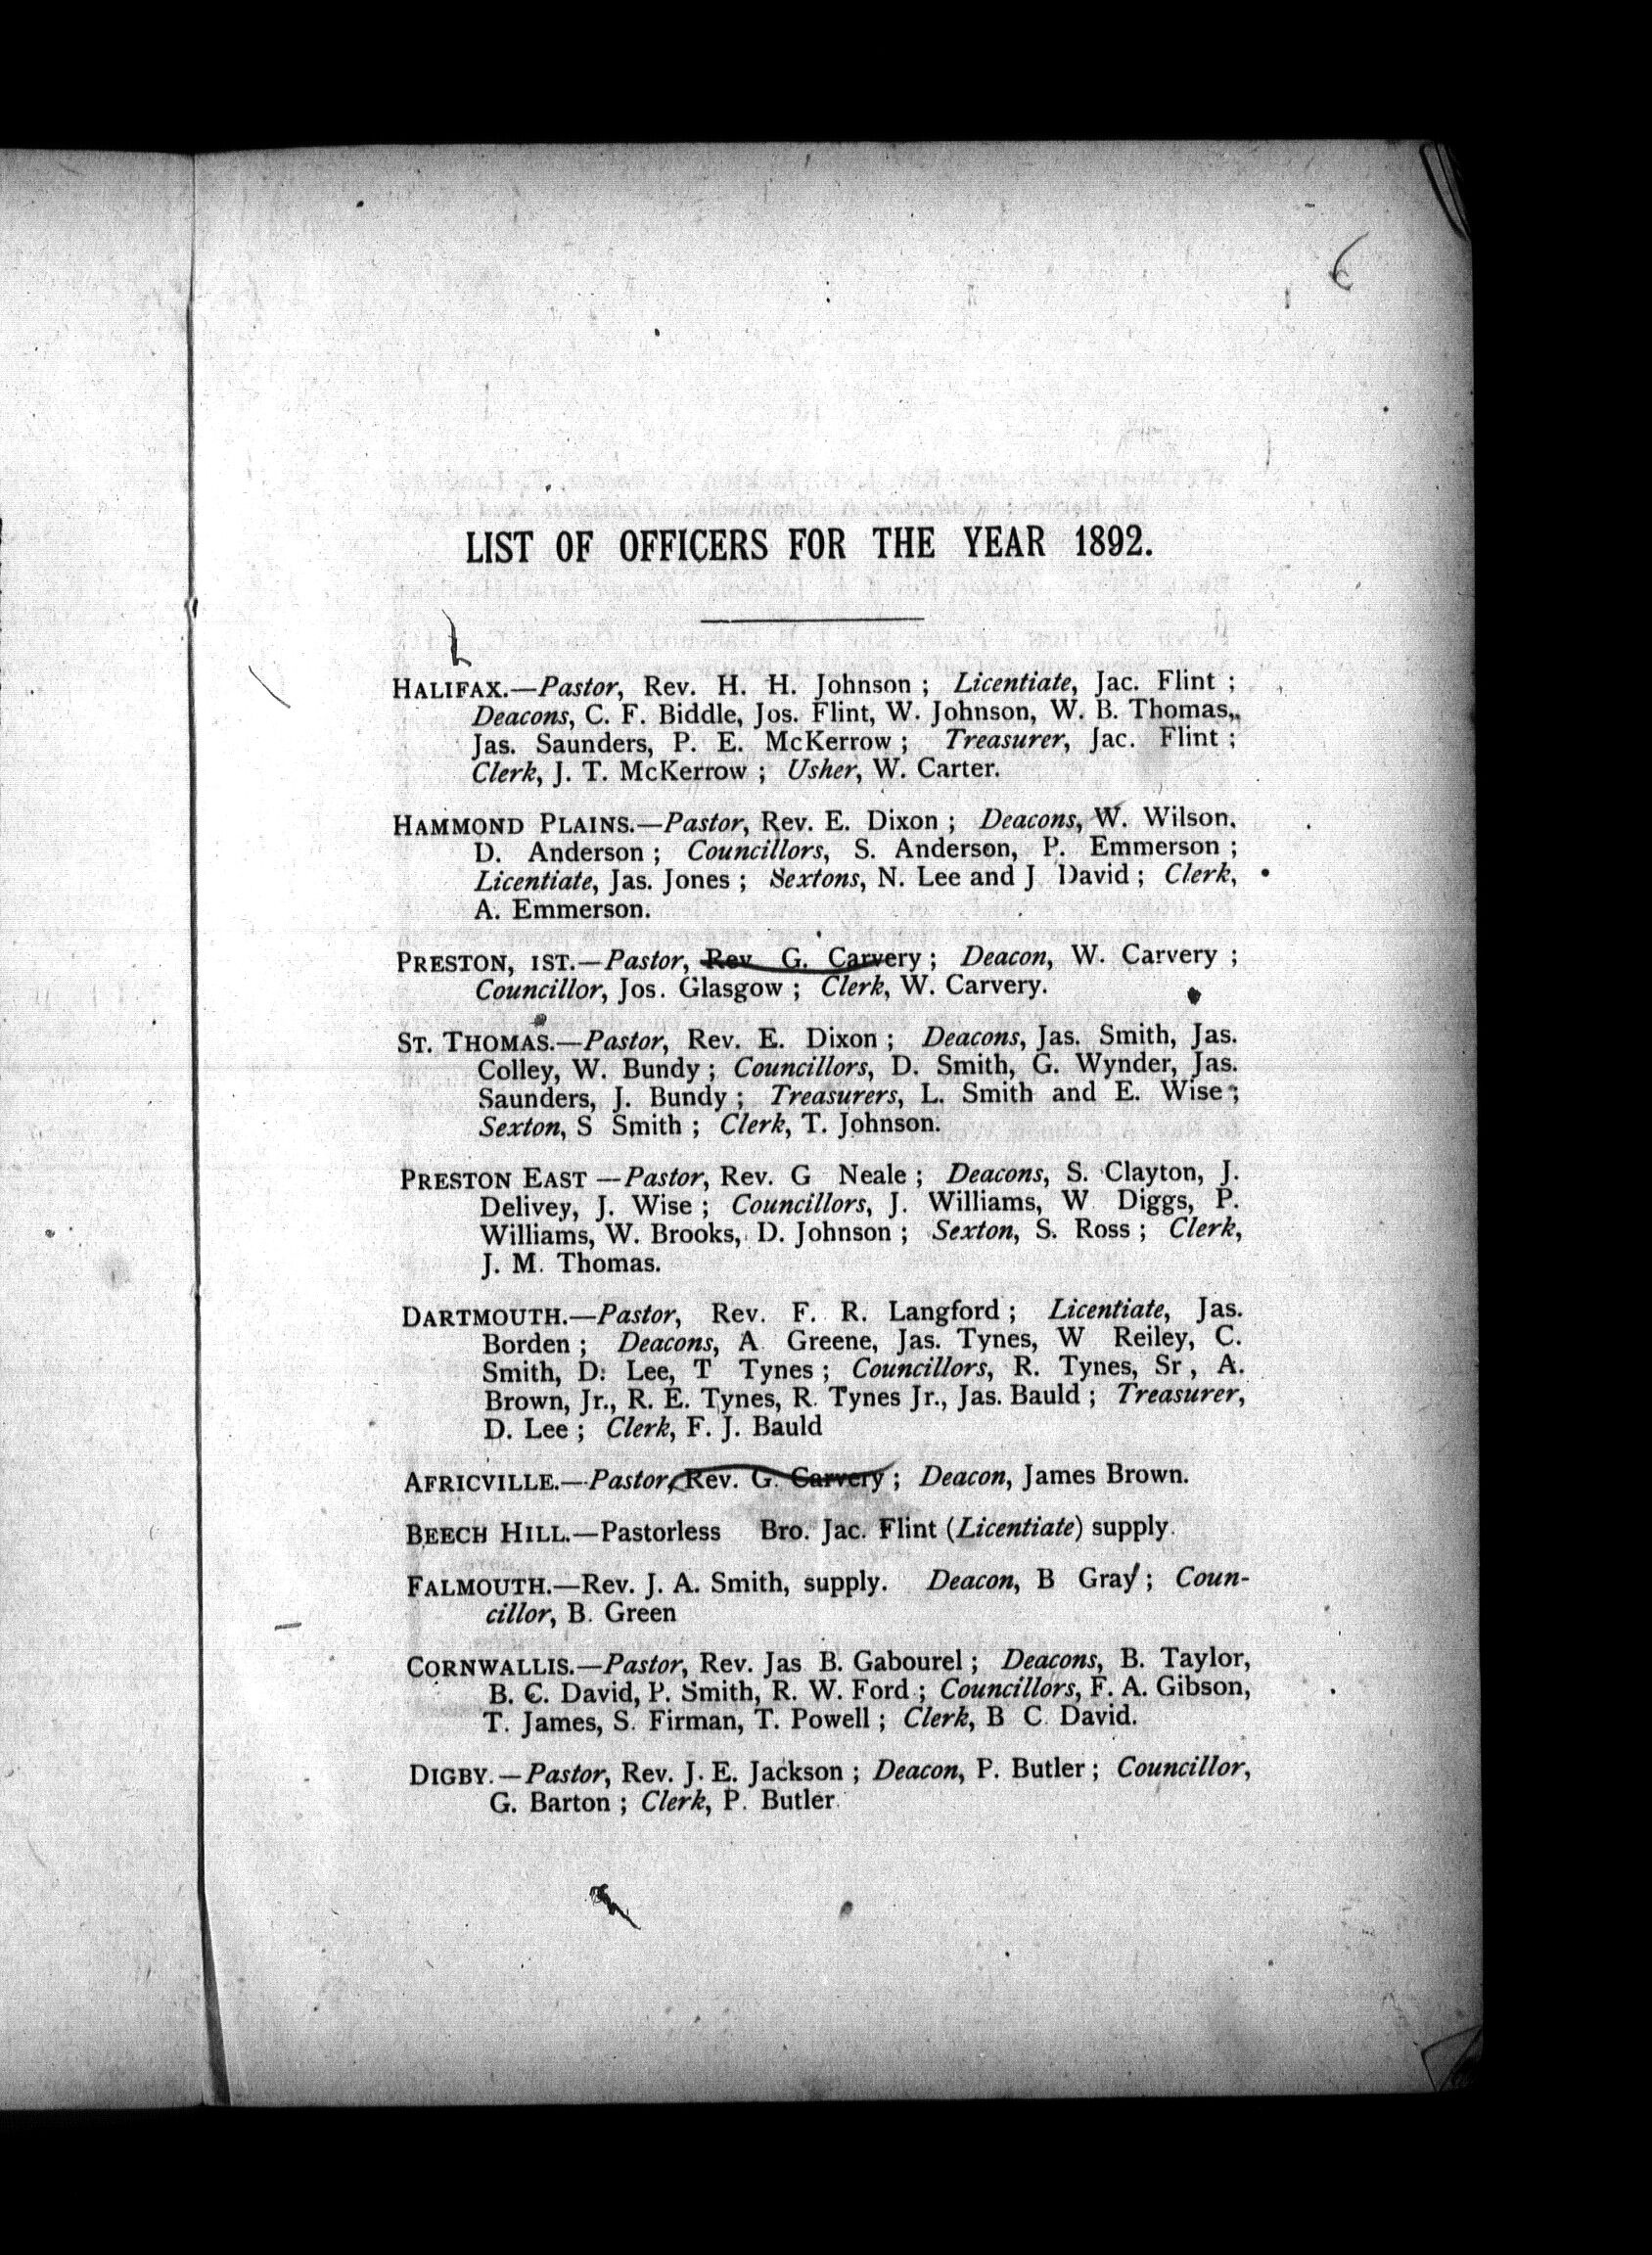 LIST OF OFFICERS FOR THE YEAR 1892.
HALIFAX.—Pastor, Rev. H. H. Johnson ; Licentiate, Jac. Flint ;
Deacons, C. F. Biddle, Jos. Flint, W. Johnson, W. B. Thomas,
Jas. Saunders, P. E. McKerrow ; Treasurer, Jac. Flint ;
Clerk, J. T. McKerrow ; Usher, W. Carter.
HAMMOND PLAINS.—Pastor, Rev. E. Dixon ; Deacons, W. Wilson.
D. Anderson ; Councillors, S. Anderson, P. Emmerson ;
Licentiate, Jas. Jones ; Sextons, N. Lee and J David ; Clerk,
A. Emmerson.
PRESTON, 1ST.—Pastor, Rev G. Carvery ; Deacon, W. Carvery ;
Councillor, Jos. Glasgow ; Clerk, W. Carvery.
ST. THOMAS.—Pastor, Rev. E. Dixon ; Deacons, Jas. Smith, Jas.
Colley, W. Bundy ; Councillors, D. Smith, G. Wynder, Jas.
Saunders, J. Bundy ; Treasurers, L. Smith and E. Wise ;
Sexton, S Smith ; Clerk, T. Johnson.
PRESTON EAST —Pastor, Rev. G Neale ; Deacons, S. Clayton, J.
Delivey, J. Wise ; Councillors, J. Williams, W Diggs, P.
Williams, W. Brooks, D. Johnson ; Sexton, S. Ross ; Clerk,
J. M. Thomas.
DARTMOUTH.—Pastor, Rev. F. R. Langford ; Licentiate, Jas.
Borden ; Deacons, A Greene, Jas. Tynes, W Reiley, C.
Smith, D. Lee, T Tynes ; Councillors, R. Tynes, Sr , A.
Brown, Jr., R. E. Tynes, R. Tynes Jr., Jas. Bauld ; Treasurer,
D. Lee ; Clerk, F. J. Bauld
AFRICVILLE.—Pastor, Rev. G. Carvery ; Deacon, James Brown.
BEECH HILL.—Pastorless Bro. Jac. Flint (Licentiate) supply.
FALMOUTH.—Rev. J. A. Smith, supply. Deacon, B Gray ; Coun-
cillor, B. Green
CORNWALLIS.—Pastor, Rev. Jas B. Gabourel ; Deacons, B. Taylor,
B. C. David, P. Smith, R. W. Ford ; Councillors, F. A. Gibson,
T. James, S. Firman, T. Powell ; Clerk, B C. David.
DIGBY.—Pastor, Rev. J. E. Jackson ; Deacon, P. Butler ; Councillor,
G. Barton ; Clerk, P. Butler.